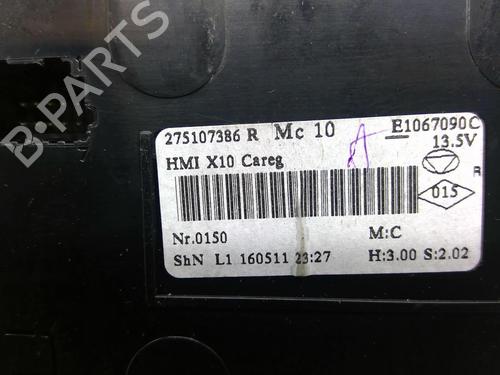 275107386 R Mc 10 E1067090C
13.5V
HMI X10 Careg
R
015
Nr.0150 M:C
ShN L1 160511 23:27 H:3.00 S:2.02
B-Parts